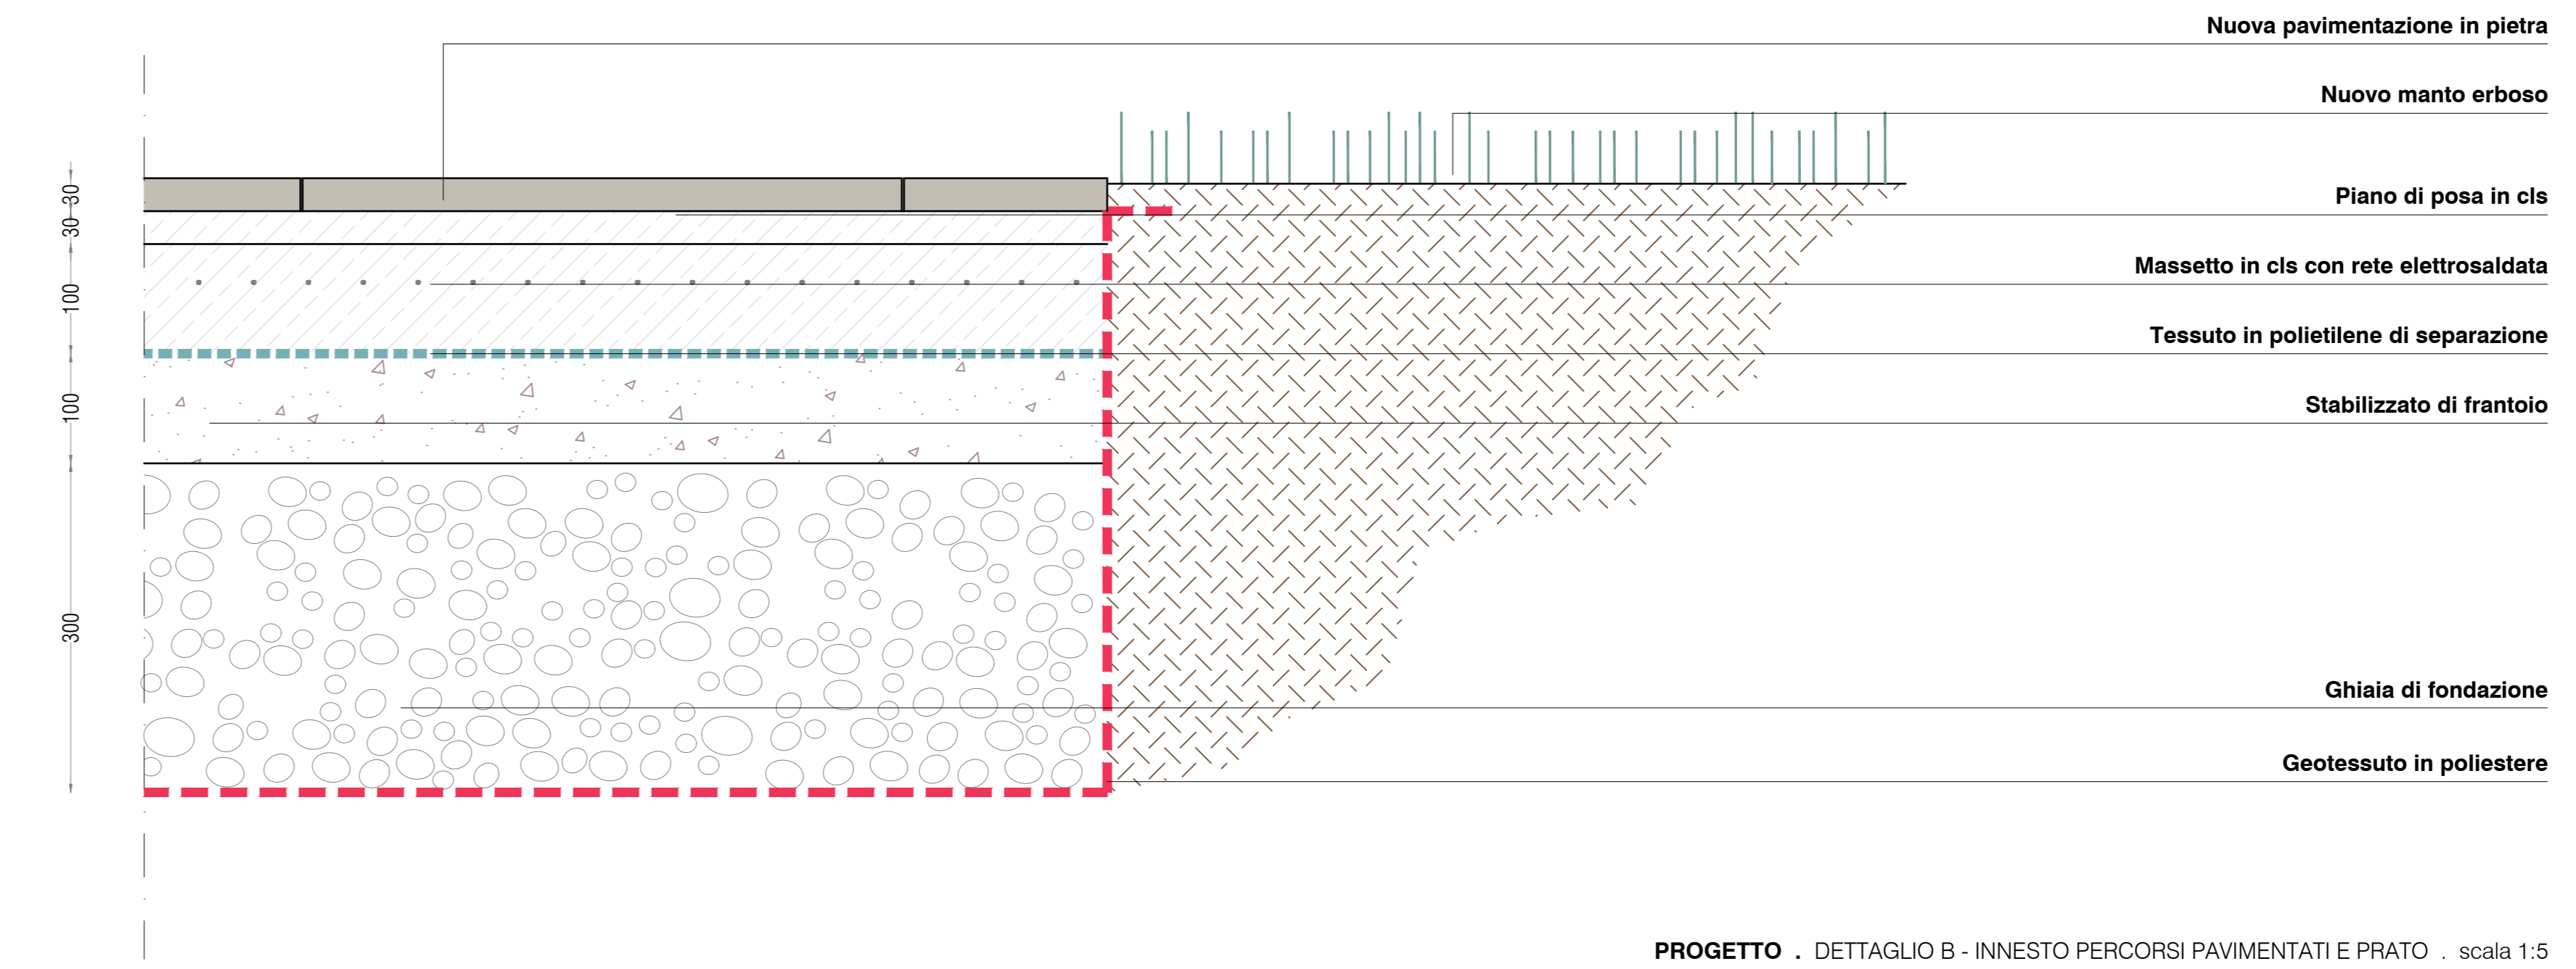 Nuova pavimentazione in pietra
Nuovo manto erboso
Piano di posa in cls
Massetto in cls con rete elettrosaldata
Tessuto in polietilene di separazione
Stabilizzato di frantoio
Ghiaia di fondazione
Geotessuto in poliestere
30
30
100
100
300
PROGETTO . DETTAGLIO B - INNESTO PERCORSI PAVIMENTATI E PRATO . scala 1:5